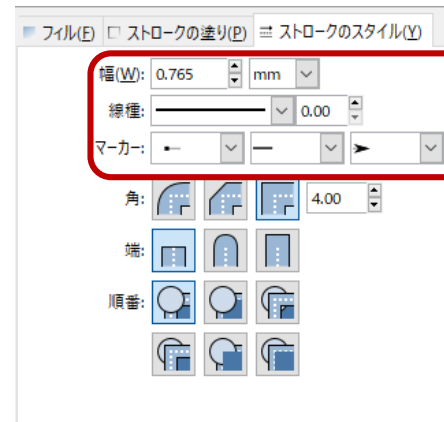 フィル(F) ストロークの塗り(P) ストロークのスタイル(Y)
幅(W): 0.765 mm
線種: 0.00
マーカー:
角: 4.00
端:
順番: